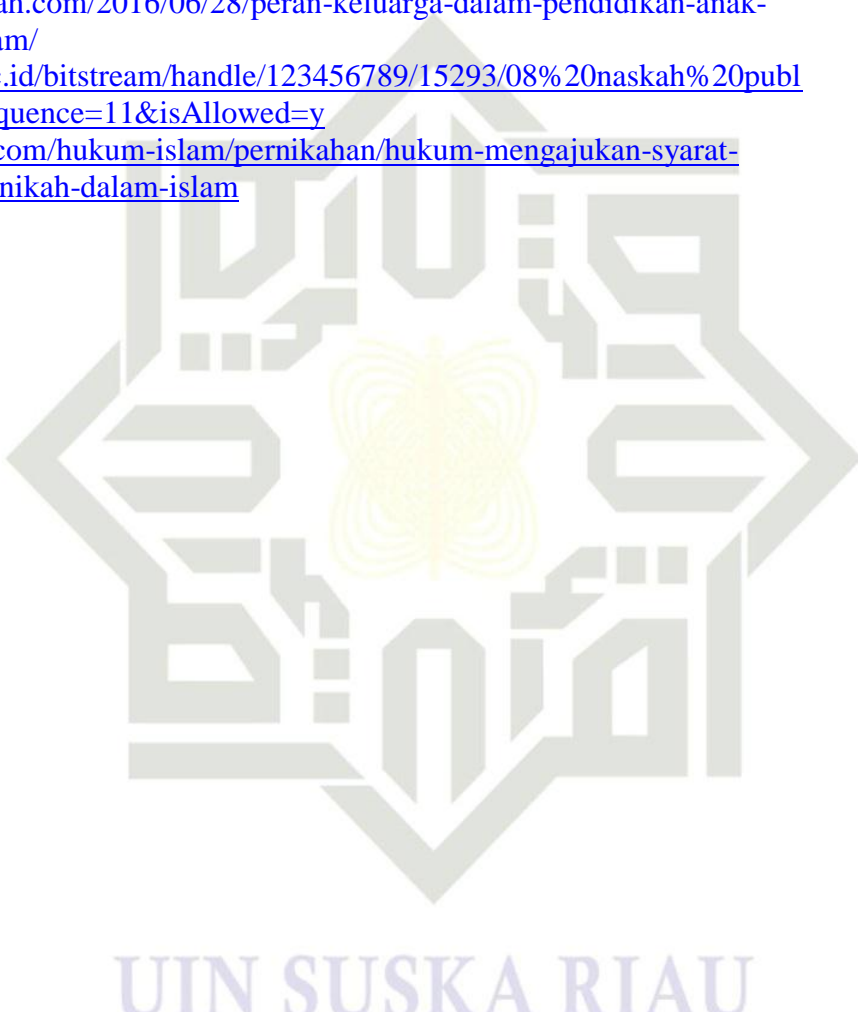 an.com/2016/06/28/peran-keluarga-dalam-pendidikan-anak-
am/
c.id/bitstream/handle/123456789/15293/08%20naskah%20publ
quence=11&isAllowed=y
com/hukum-islam/pernikahan/hukum-mengajukan-syarat-
nikah-dalam-islam
UIN SUSKA RIAU